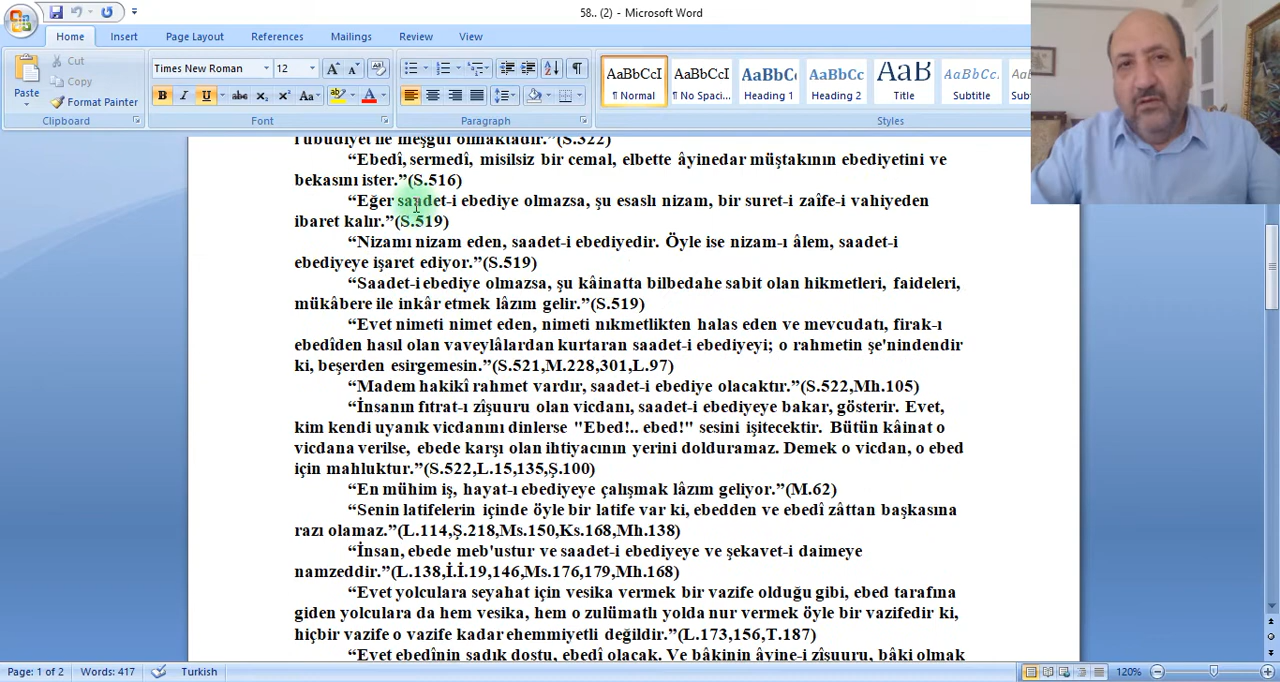 58.. (2) - Microsoft Word
Home Insert Page Layout References Mailings Review View
Cut
Copy
Paste
Format Painter
Clipboard
Times New Roman 12
Font
Paragraph
AaBbCcI AaBbCcI AaBbC AaBbCc AaB AaBbCc.
¶ Normal ¶ No Spaci... Heading 1 Heading 2 Title Subtitle
Styles
l'ubudiyet ile meşgul olmaktadır.”(S.322)
“Ebedî, sermedî, misilsiz bir cemal, elbette âyinedar müştakının ebediyetini ve
bekasını ister.”(S.516)
“Eğer saadet-i ebediye olmazsa, şu esaslı nizam, bir suret-i zaîfe-i vahiyeden
ibaret kalır.”(S.519)
“Nizamı nizam eden, saadet-i ebediyedir. Öyle ise nizam-ı âlem, saadet-i
ebediyeye işaret ediyor.”(S.519)
“Saadet-i ebediye olmazsa, şu kâinatta bilbedahe sabit olan hikmetleri, faideleri,
mükâbere ile inkâr etmek lâzım gelir.”(S.519)
“Evet nimeti nimet eden, nimeti nıkmetlikten halas eden ve mevcudatı, firak-ı
ebedîden hasıl olan vaveylâlardan kurtaran saadet-i ebediyeyi; o rahmetin şe'nindendir
ki, beşerden esirgemesin.”(S.521,M.228,301,L.97)
“Madem hakikî rahmet vardır, saadet-i ebediye olacaktır.”(S.522,Mh.105)
“İnsanın fıtrat-ı zîşuuru olan vicdanı, saadet-i ebediyeye bakar, gösterir. Evet,
kim kendi uyanık vicdanını dinlerse "Ebed!.. ebed!" sesini işitecektir. Bütün kâinat o
vicdana verilse, ebede karşı olan ihtiyacının yerini dolduramaz. Demek o vicdan, o ebed
için mahluktur.”(S.522,L.15,135,Ş.100)
“En mühim iş, hayat-ı ebediyeye çalışmak lâzım geliyor.”(M.62)
“Senin latifelerin içinde öyle bir latife var ki, ebedden ve ebedî zâttan başkasına
razı olamaz.”(L.114,Ş.218,Ms.150,Ks.168,Mh.138)
“İnsan, ebede meb'ustur ve saadet-i ebediyeye ve şekavet-i daimeye
namzeddir.”(L.138,İ.İ.19,146,Ms.176,179,Mh.168)
“Evet yolculara seyahat için vesika vermek bir vazife olduğu gibi, ebed tarafına
giden yolculara da hem vesika, hem o zulümatlı yolda nur vermek öyle bir vazifedir ki,
hiçbir vazife o vazife kadar ehemmiyetli değildir.”(L.173,156,T.187)
“Evet ebedînin sadık dostu, ebedî olacak. Ve bâkinin âyine-i zîşuuru, bâki olmak
Page: 1 of 2 Words: 417 Turkish 120%